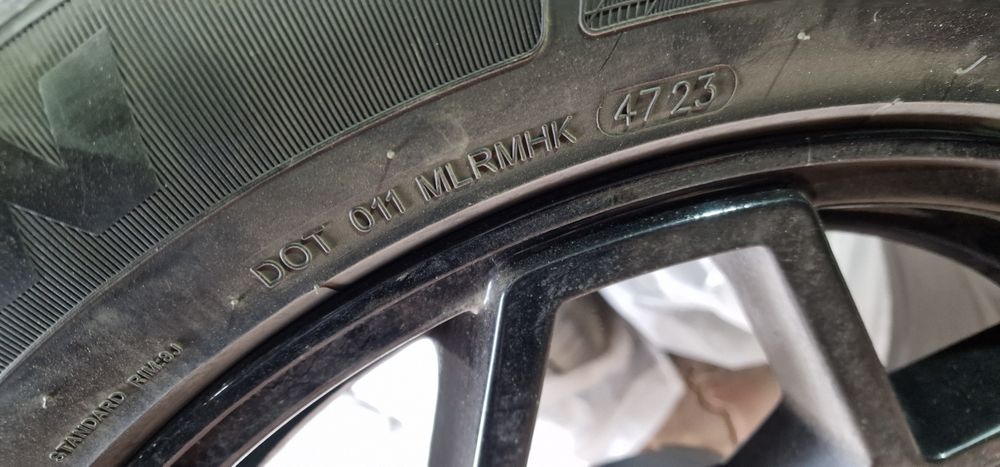 DOT 011 MLRMHK 4723
STANDARD RIM:8J